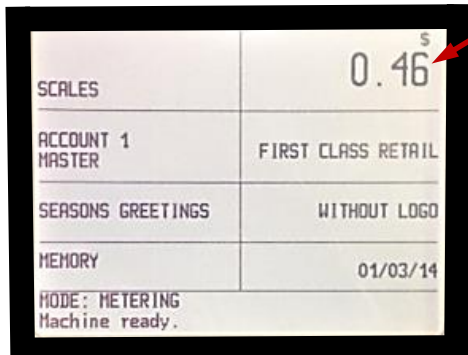 $
SCALES 0.46
ACCOUNT 1
MASTER FIRST CLASS RETAIL
SEASONS GREETINGS WITHOUT LOGO
MEMORY 01/03/14
MODE: METERING
Machine ready.